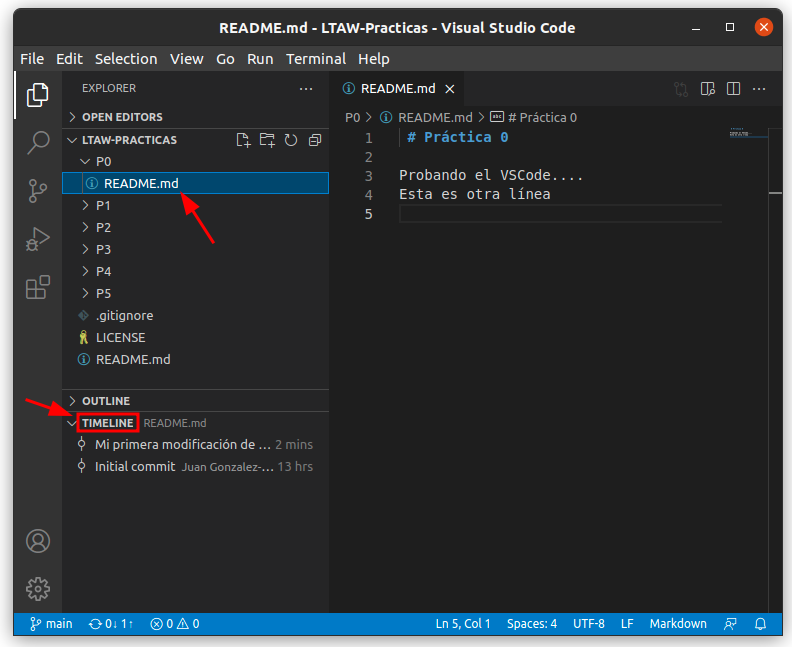 README.md - LTAW-Practicas - Visual Studio Code
File Edit Selection View Go Run Terminal Help
EXPLORER
OPEN EDITORS
LTAW-PRACTICAS
P0
README.md
P1
P2
P3
P4
P5
.gitignore
LICENSE
README.md
OUTLINE
TIMELINE README.md
Mi primera modificación de ... 2 mins
Initial commit Juan Gonzalez-... 13 hrs
README.md
P0 > README.md > # Práctica 0
1 # Práctica 0
2
3 Probando el VSCode....
4 Esta es otra línea
5
main 0↓ 1↑ 0 0 Ln 5, Col 1 Spaces: 4 UTF-8 LF Markdown